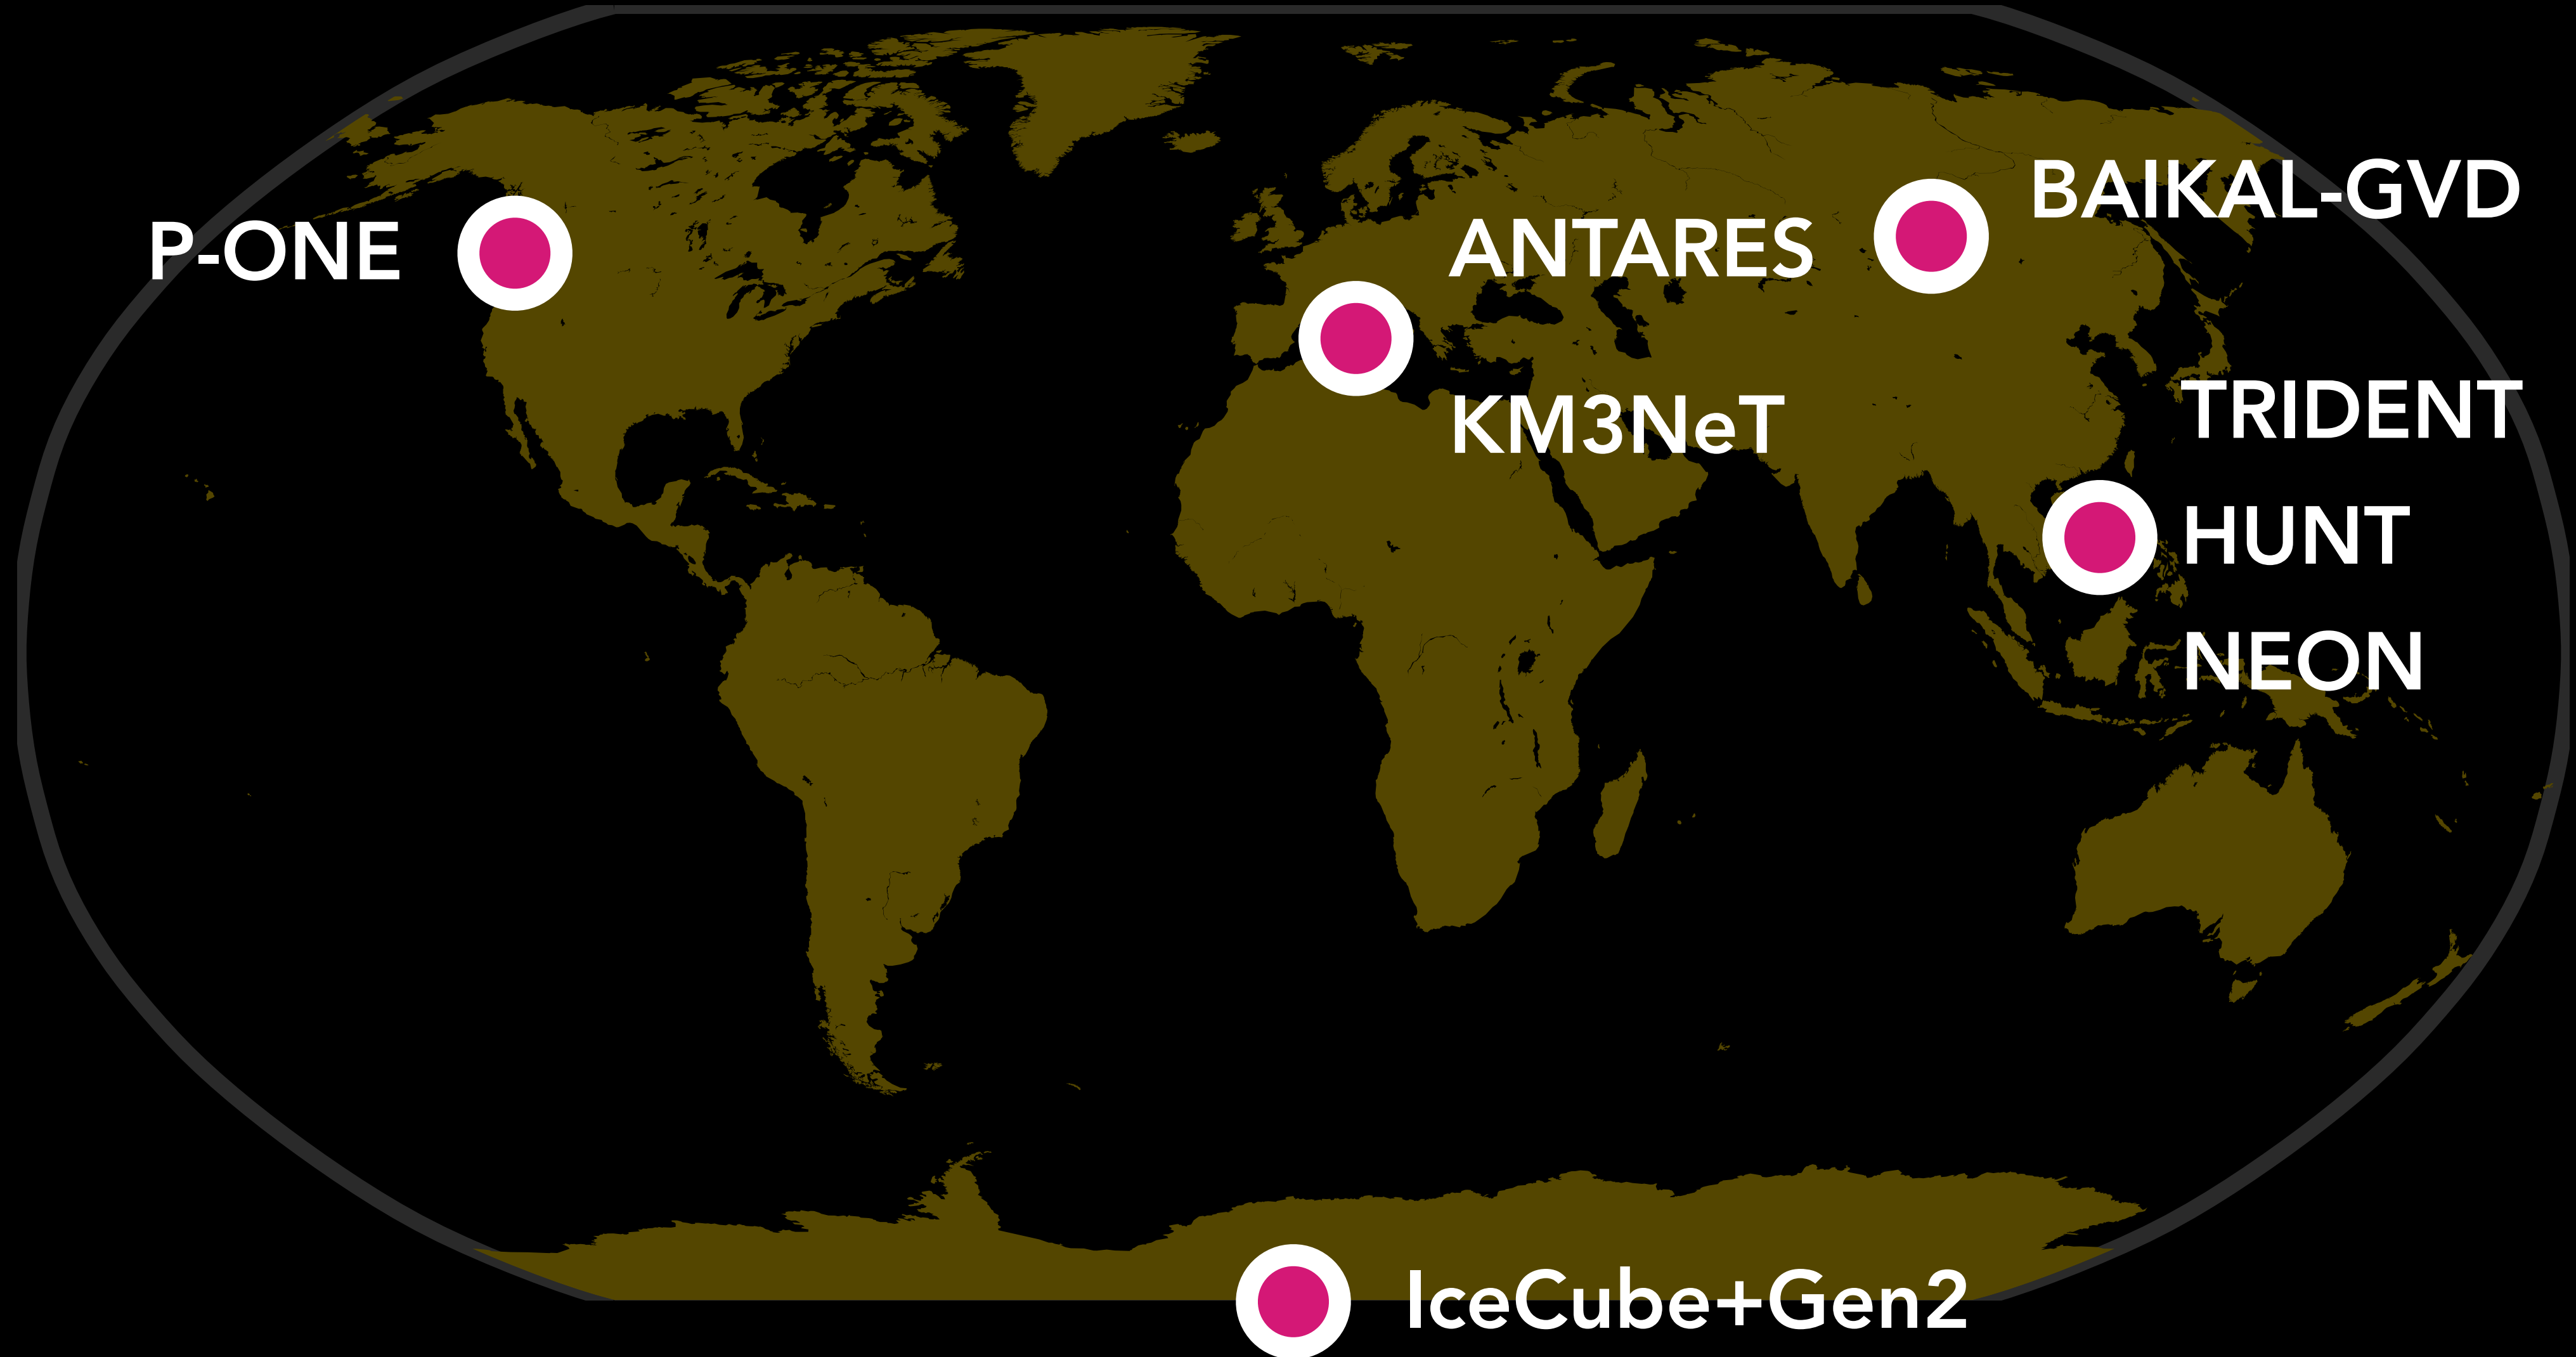 BAIKAL-GVD
P-ONE
ANTARES
KM3NeT
TRIDENT
HUNT
NEON
IceCube+Gen2